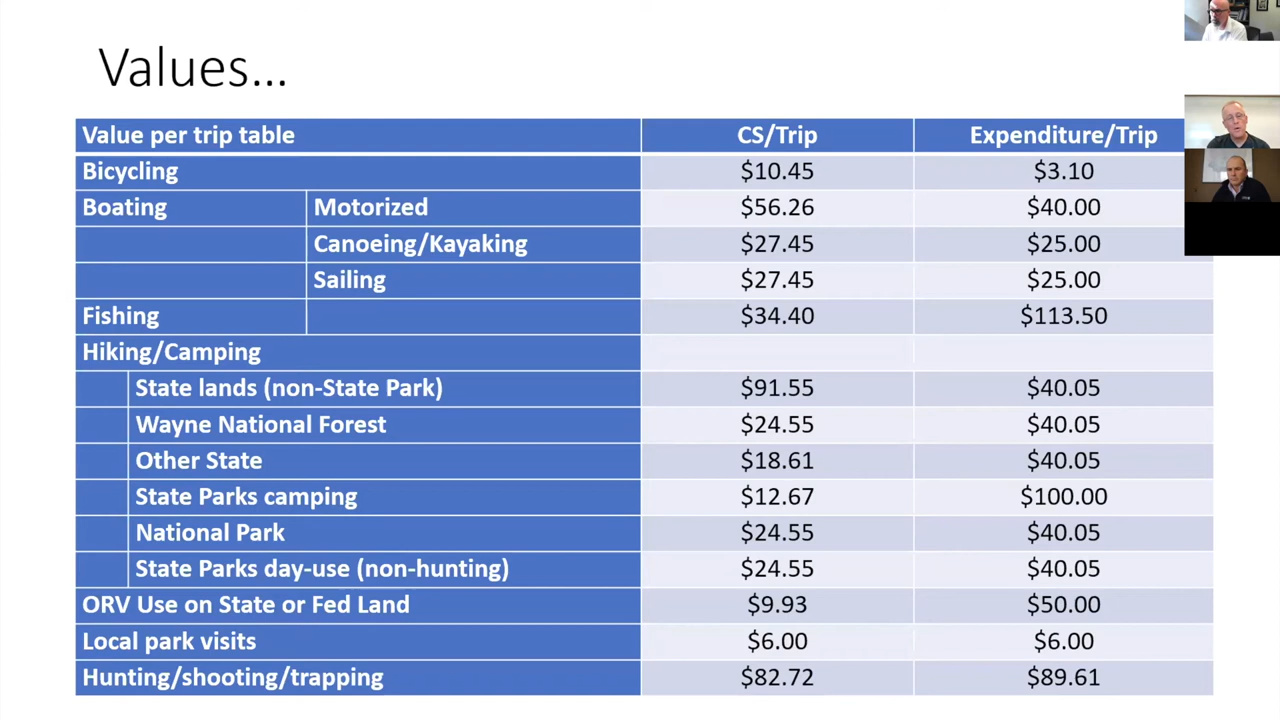 Values...
Value per trip table CS/Trip Expenditure/Trip
Bicycling $10.45 $3.10
Boating Motorized $56.26 $40.00
Canoeing/Kayaking $27.45 $25.00
Sailing $27.45 $25.00
Fishing $34.40 $113.50
Hiking/Camping
State lands (non-State Park) $91.55 $40.05
Wayne National Forest $24.55 $40.05
Other State $18.61 $40.05
State Parks camping $12.67 $100.00
National Park $24.55 $40.05
State Parks day-use (non-hunting) $24.55 $40.05
ORV Use on State or Fed Land $9.93 $50.00
Local park visits $6.00 $6.00
Hunting/shooting/trapping $82.72 $89.61